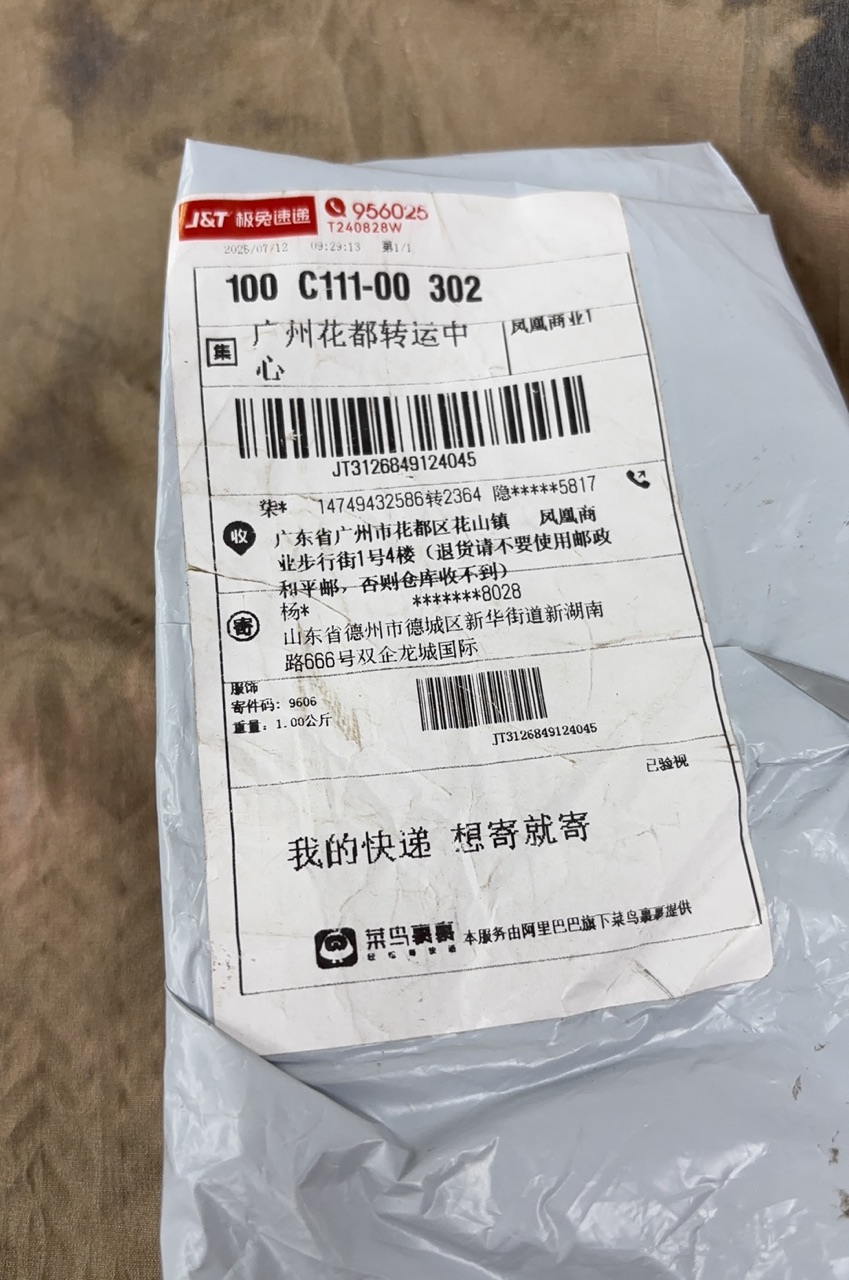 J&T 极兔速递 956025
T240828W
2025/07/12 09:29:13 第1/1
100 C111-00 302
集 广州花都转运中
心
凤凰商业1
JT3126849124045
柒* 14749432586转2364 隐*****5817
收 广东省广州市花都区花山镇 凤凰商
业步行街1号4楼（退货请不要使用邮政
和平邮，否则仓库收不到）
杨* *******8028
寄 山东省德州市德城区新华街道新湖南
路666号双企龙城国际
服饰
寄件码：9606
重量：1.00公斤
JT3126849124045
已验视
我的快递 想寄就寄
菜鸟裹裹 本服务由阿里巴巴旗下菜鸟裹裹提供